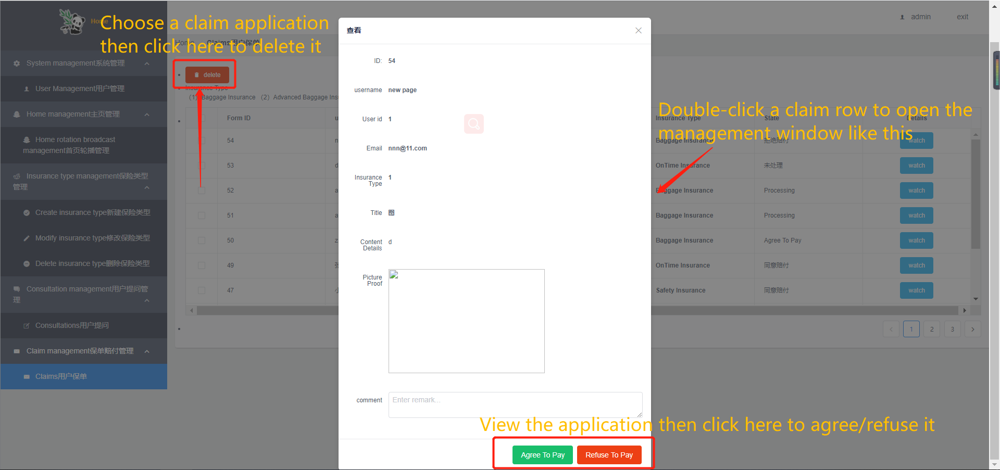 Home
Choose a claim application
then click here to delete it
admin
exit
Home
Claims用户保单
System management系统管理
User Management用户管理
Home management主页管理
Home rotation broadcast
management首页轮播管理
Insurance type management保险类型
管理
Create insurance type新建保险类型
Modify insurance type修改保险类型
Delete insurance type删除保险类型
Consultation management用户提问管
理
Consultations用户提问
Claim management保单赔付管理
Claims用户保单
delete
Insurance Type
(1) Baggage Insurance (2) Advanced Baggage Ins
Form ID
54
53
52
51
50
49
47
查看
ID: 54
username new page
User id 1
Email nnn@11.com
Insurance
Type
1
Title 图
Content
Details
d
Picture
Proof
comment Enter remark...
Agree To Pay
Refuse To Pay
Double-click a claim row to open the
management window like this
Insurance Type State Details
Baggage Insurance 拒绝赔付 watch
OnTime Insurance 未处理 watch
Baggage Insurance Processing watch
Baggage Insurance Processing watch
Baggage Insurance Agree To Pay watch
OnTime Insurance 同意赔付 watch
Safety Insurance 同意赔付 watch
1 2 3
View the application then click here to agree/refuse it